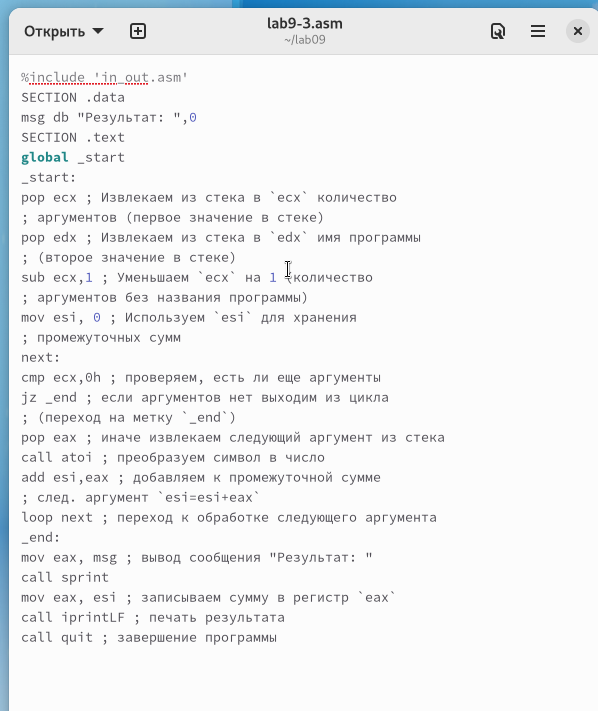 Открыть
lab9-3.asm
~/lab09
%include 'in_out.asm'
SECTION .data
msg db "Результат: ",0
SECTION .text
global _start
_start:
pop ecx ; Извлекаем из стека в `ecx` количество
; аргументов (первое значение в стеке)
pop edx ; Извлекаем из стека в `edx` имя программы
; (второе значение в стеке)
sub ecx,1 ; Уменьшаем `ecx` на 1 (количество
; аргументов без названия программы)
mov esi, 0 ; Используем `esi` для хранения
; промежуточных сумм
next:
cmp ecx,0h ; проверяем, есть ли еще аргументы
jz _end ; если аргументов нет выходим из цикла
; (переход на метку `_end`)
pop eax ; иначе извлекаем следующий аргумент из стека
call atoi ; преобразуем символ в число
add esi,eax ; добавляем к промежуточной сумме
; след. аргумент `esi=esi+eax`
loop next ; переход к обработке следующего аргумента
_end:
mov eax, msg ; вывод сообщения "Результат: "
call sprint
mov eax, esi ; записываем сумму в регистр `eax`
call iprintLF ; печать результата
call quit ; завершение программы